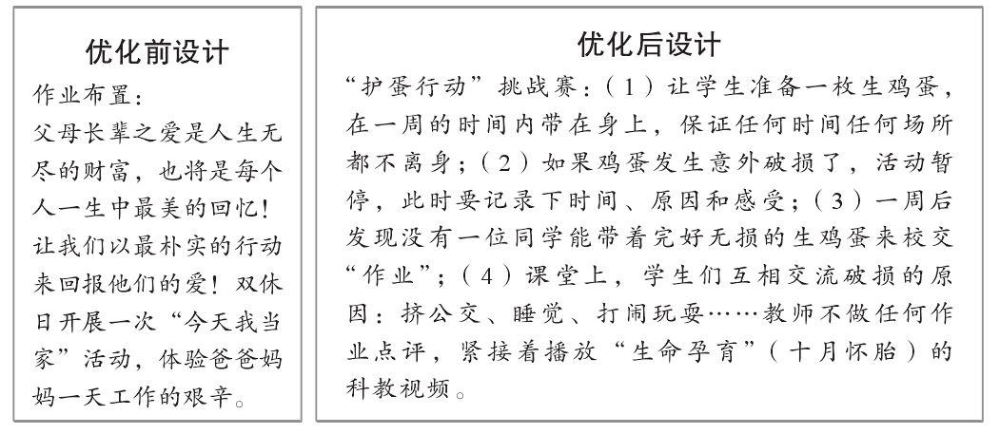 优化前设计
作业布置：
父母长辈之爱是人生无
尽的财富，也将是每个
人一生中最美的回忆！
让我们以最朴实的行动
来回报他们的爱！双休
日开展一次“今天我当
家”活动，体验爸爸妈
妈一天工作的艰辛。
优化后设计
“护蛋行动”挑战赛：（1）让学生准备一枚生鸡蛋，
在一周的时间内带在身上，保证任何时间任何场所
都不离身；（2）如果鸡蛋发生意外破损了，活动暂
停，此时要记录下时间、原因和感受；（3）一周后
发现没有一位同学能带着完好无损的生鸡蛋来校交
“作业”；（4）课堂上，学生们互相交流破损的原
因：挤公交、睡觉、打闹玩耍……教师不做任何作
业点评，紧接着播放“生命孕育”（十月怀胎）的
科教视频。